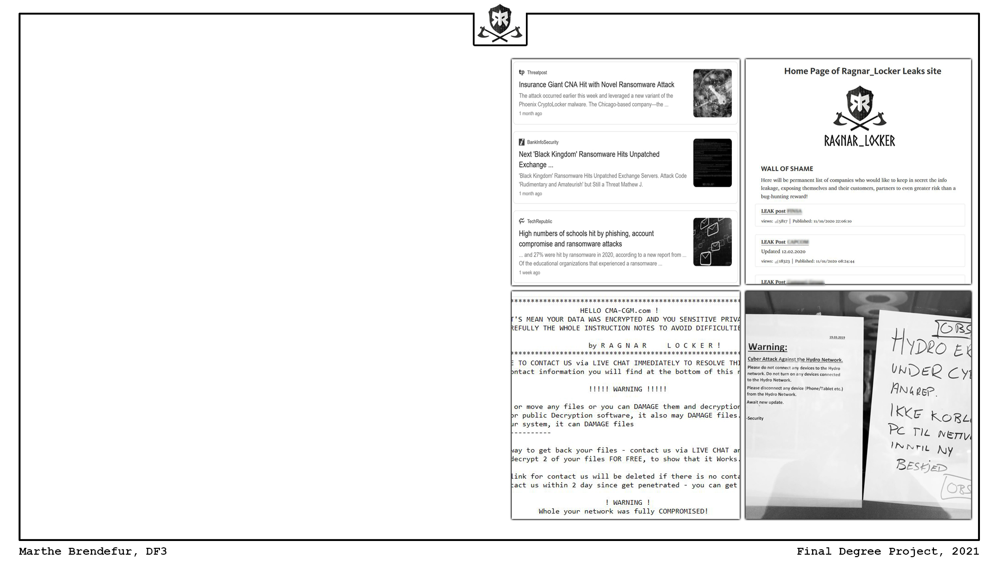 tp Threatpost
Insurance Giant CNA Hit with Novel Ransomware Attack
The attack occurred earlier this week and leveraged a new variant of the
Phoenix CryptoLocker malware. The Chicago-based company—the ...
1 month ago
BankInfoSecurity
Next 'Black Kingdom' Ransomware Hits Unpatched
Exchange ...
'Black Kingdom' Ransomware Hits Unpatched Exchange Servers. Attack Code
'Rudimentary and Amateurish' but Still a Threat Mathew J.
1 month ago
TechRepublic
High numbers of schools hit by phishing, account
compromise and ransomware attacks
... and 27% were hit by ransomware in 2020, according to a new report from ...
Of the educational organizations that experienced a ransomware ...
1 week ago
Home Page of Ragnar_Locker Leaks site
RAGNAR_LOCKER
WALL OF SHAME
Here will be permanent list of companies who would like to keep in secret the info
leakage, exposing themselves and their customers, partners to even greater risk than a
bug-hunting reward!
LEAK post
views: 5817 | Published: 11/10/2020 22:06:10
LEAK Post CAPCOM
Updated 12.02.2020
views: 18323 | Published: 11/01/2020 08:24:44
LEAK Post
*****************************************************
HELLO CMA-CGM.com !
T'S MEAN YOUR DATA WAS ENCRYPTED AND YOU SENSITIVE PRIVA
REFULLY THE WHOLE INSTRUCTION NOTES TO AVOID DIFFICULTIE
by R A G N A R L O C K E R !
*****************************************************
E TO CONTACT US via LIVE CHAT IMMEDIATELY TO RESOLVE THI
ontact information you will find at the bottom of this n
!!!!! WARNING !!!!!
or move any files or you can DAMAGE them and decryption
or public Decryption software, it also may DAMAGE files.
ur system, it can DAMAGE files
----------
way to get back your files - contact us via LIVE CHAT an
decrypt 2 of your files FOR FREE, to show that it Works.
link for contact us will be deleted if there is no conta
tact us within 2 day since get penetrated - you can get
! WARNING !
Whole your network was fully COMPROMISED!
19.03.2019
Warning:
Cyber Attack Against the Hydro Network.
Please do not connect any devices to the Hydro
network. Do not turn on any devices connected
to the Hydro Network.
Please disconnect any device (Phone/Tablet etc.)
from the Hydro Network.
Await new update.
-Security
OBS
HYDRO ER
UNDER CY
ANGREP.
IKKE KOBL
PC TIL NETTV
INNTIL NY
BESKJED
OBS
Marthe Brendefur, DF3
Final Degree Project, 2021